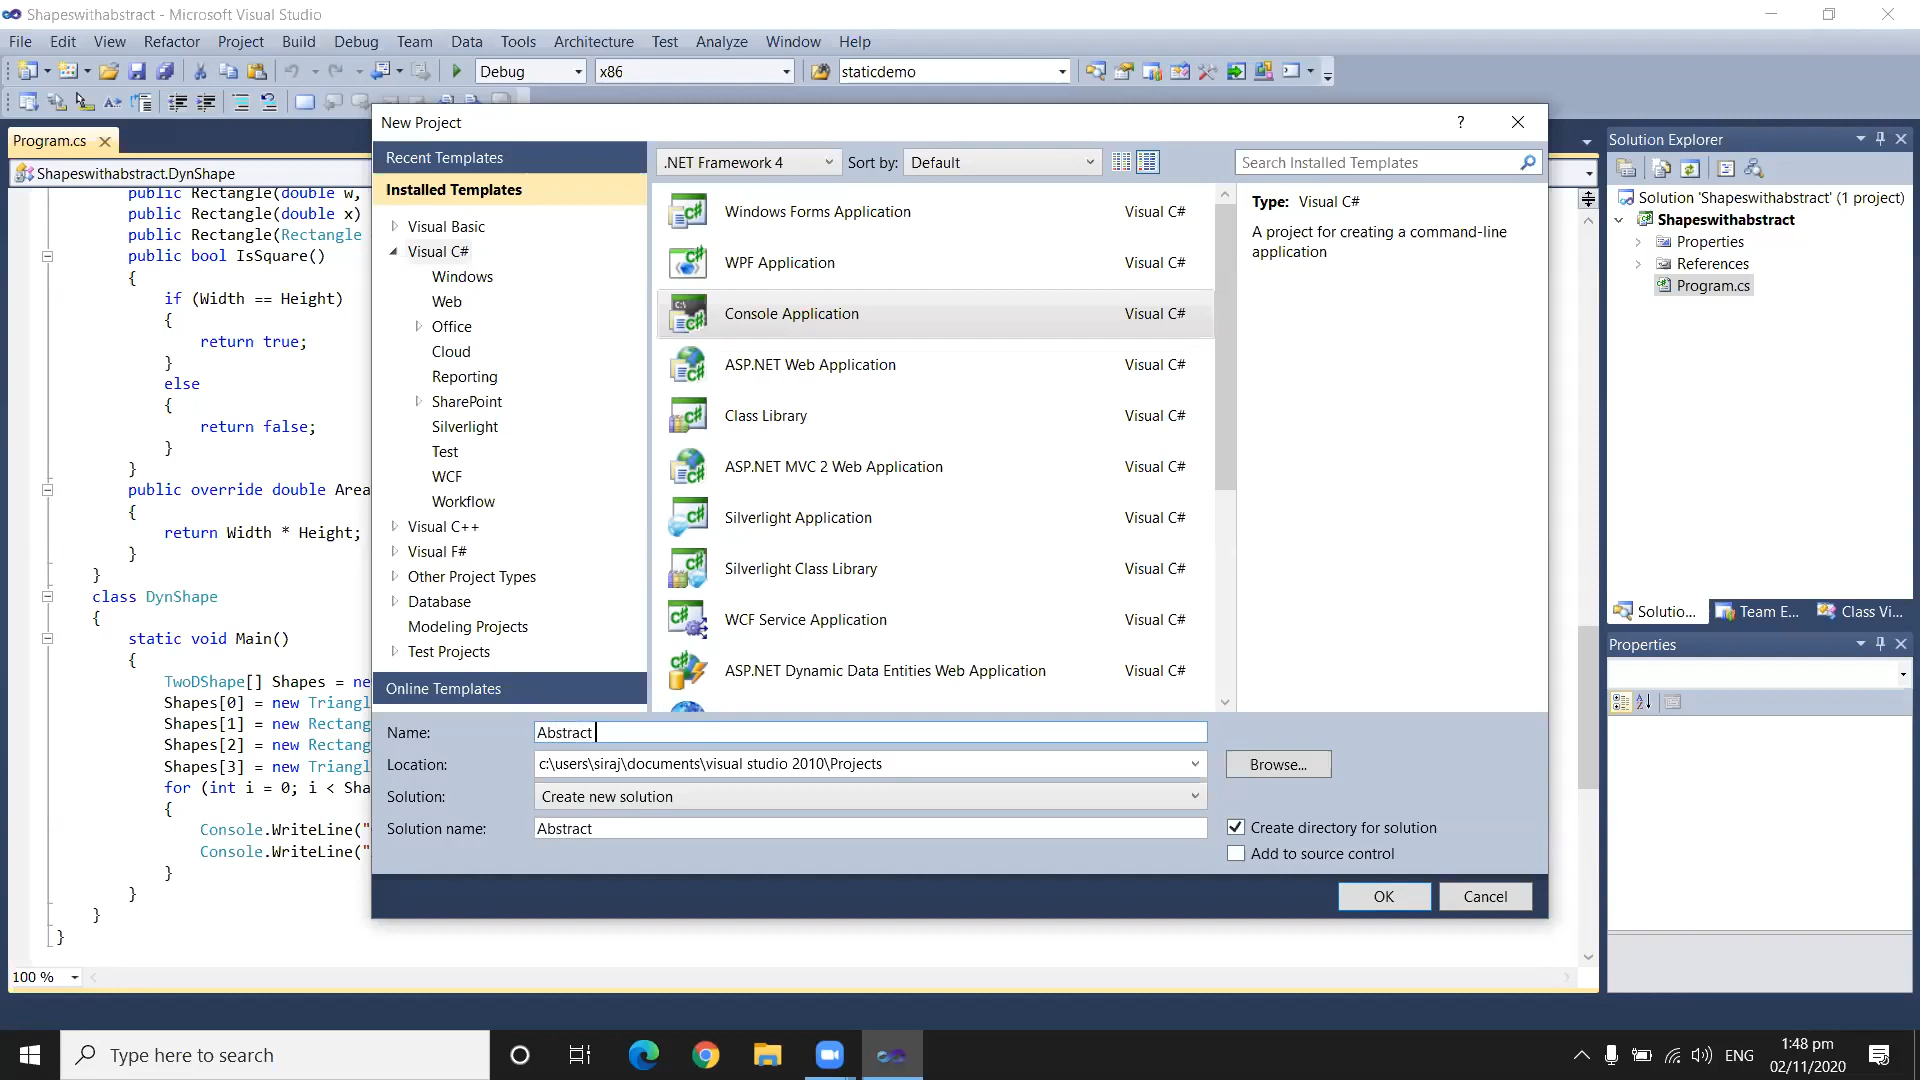 Shapeswithabstract - Microsoft Visual Studio
File Edit View Refactor Project Build Debug Team Data Tools Architecture Test Analyze Window Help
Debug x86 staticdemo
Program.cs
Shapeswithabstract.DynShape
public Rectangle(double w,
public Rectangle(double x)
public Rectangle(Rectangle
public bool IsSquare()
{
if (Width == Height)
{
return true;
}
else
{
return false;
}
}
public override double Area
{
return Width * Height;
}
}
class DynShape
{
static void Main()
{
TwoDShape[] Shapes = ne
Shapes[0] = new Triangl
Shapes[1] = new Rectang
Shapes[2] = new Rectang
Shapes[3] = new Triangl
for (int i = 0; i < Sha
{
Console.WriteLine("
Console.WriteLine("
}
}
}
}
100 %
New Project
?
Recent Templates
Installed Templates
Visual Basic
Visual C#
Windows
Web
Office
Cloud
Reporting
SharePoint
Silverlight
Test
WCF
Workflow
Visual C++
Visual F#
Other Project Types
Database
Modeling Projects
Test Projects
Online Templates
.NET Framework 4 Sort by: Default
Windows Forms Application Visual C#
WPF Application Visual C#
Console Application Visual C#
ASP.NET Web Application Visual C#
Class Library Visual C#
ASP.NET MVC 2 Web Application Visual C#
Silverlight Application Visual C#
Silverlight Class Library Visual C#
WCF Service Application Visual C#
ASP.NET Dynamic Data Entities Web Application Visual C#
Search Installed Templates
Type: Visual C#
A project for creating a command-line
application
Name: Abstract
Location: c:\users\siraj\documents\visual studio 2010\Projects
Browse...
Solution: Create new solution
Solution name: Abstract
Create directory for solution
Add to source control
OK Cancel
Solution Explorer
Solution 'Shapeswithabstract' (1 project)
Shapeswithabstract
Properties
References
Program.cs
Solutio... Team E... Class Vi...
Properties
Type here to search
ENG
1:48 pm
02/11/2020